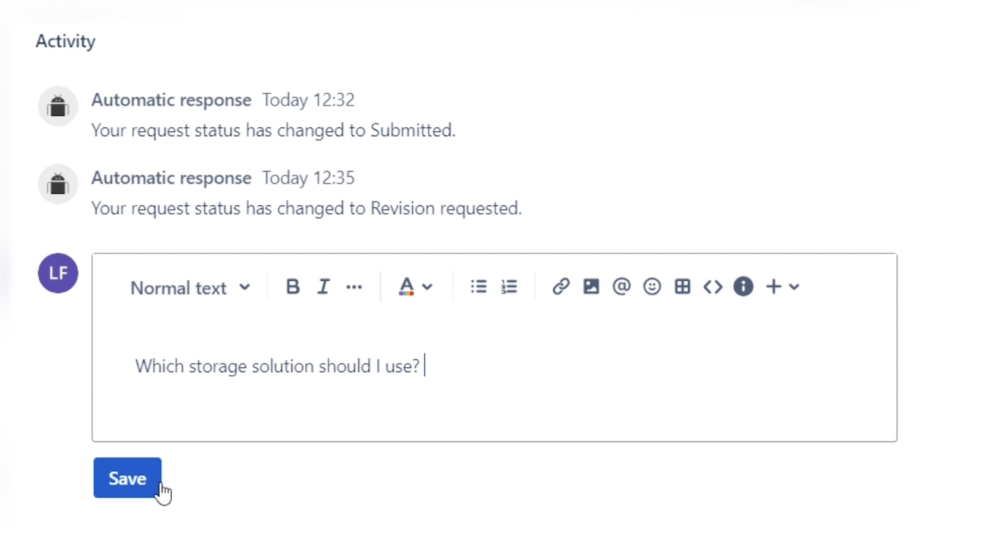 Activity
Automatic response Today 12:32
Your request status has changed to Submitted.
Automatic response Today 12:35
Your request status has changed to Revision requested.
LF
Normal text B I ... A @ <> i +
Which storage solution should I use?
Save